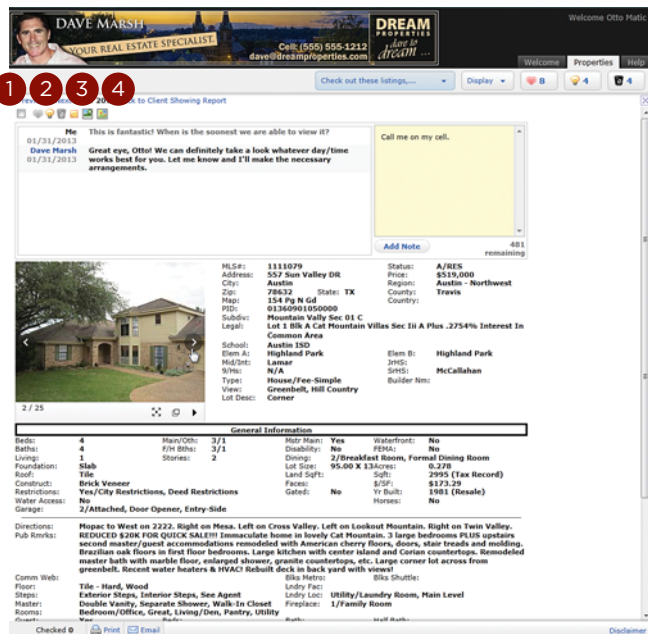 DAVE MARSH
YOUR REAL ESTATE SPECIALIST.
Cell: (555) 555-1212
dave@dreamproperties.com
DREAM
PROPERTIES
dare to
dream ...
Welcome Otto Matic
Welcome Properties Help
Check out these listings,.... Display 8 4 4
1 2 3 4
to Client Showing Report
Me This is fantastic! When is the soonest we are able to view it?
01/31/2013
Dave Marsh Great eye, Otto! We can definitely take a look whatever day/time
01/31/2013 works best for you. Let me know and I'll make the necessary
arrangements.
Call me on my cell.
Add Note 481
remaining
MLS#: 1111079 Status: A/RES
Address: 557 Sun Valley DR Price: $519,000
City: Austin Region: Austin - Northwest
Zip: 78632 State: TX County: Travis
Map: 154 Pg N Gd Country:
PID: 01360901050000
Subdiv: Mountain Vally Sec 01 C
Legal: Lot 1 Blk A Cat Mountain Villas Sec Iii A Plus .2754% Interest In
Common Area
School: Austin ISD
Elem A: Highland Park Elem B: Highland Park
Mid/Int: Lamar JrHS:
9/Hs: N/A SrHS: McCallahan
Type: House/Fee-Simple Builder Nm:
View: Greenbelt, Hill Country
Lot Desc: Corner
2 / 25
General Information
Beds: 4 Main/Oth: 3/1 Mstr Main: Yes Waterfront: No
Baths: 4 F/H Bths: 3/1 Disability: No FEMA: No
Living: 1 Stories: 2 Dining: 2/Breakfast Room, Formal Dining Room
Foundation: Slab Lot Size: 95.00 X 13 Acres: 0.278
Roof: Tile Land SqFt: Sqft: 2995 (Tax Record)
Construct: Brick Veneer Faces: $/SF: $173.29
Restrictions: Yes/City Restrictions, Deed Restrictions Gated: No Yr Built: 1981 (Resale)
Water Access: No Horses: No
Garage: 2/Attached, Door Opener, Entry-Side
Directions: Mopac to West on 2222. Right on Mesa. Left on Cross Valley. Left on Lookout Mountain. Right on Twin Valley.
Pub Rmrks: REDUCED $20K FOR QUICK SALE!!! Immaculate home in lovely Cat Mountain. 3 large bedrooms PLUS upstairs
second master/guest accommodations remodeled with American cherry floors, doors, stair treads and molding.
Brazilian oak floors in first floor bedrooms. Large kitchen with center island and Corian countertops. Remodeled
master bath with marble floor, enlarged shower, granite countertops, etc. Large corner lot across from
greenbelt. Recent water heaters & HVAC! Rebuilt deck in back yard with views!
Comm Web: Blks Metro: Blks Shuttle:
Floor: Tile - Hard, Wood Lndry Fac:
Steps: Exterior Steps, Interior Steps, See Agent Lndry Loc: Utility/Laundry Room, Main Level
Master: Double Vanity, Separate Shower, Walk-In Closet Fireplace: 1/Family Room
Rooms: Bedroom/Office, Great, Living/Den, Pantry, Utility
Checked 0 Print Email Disclaimer